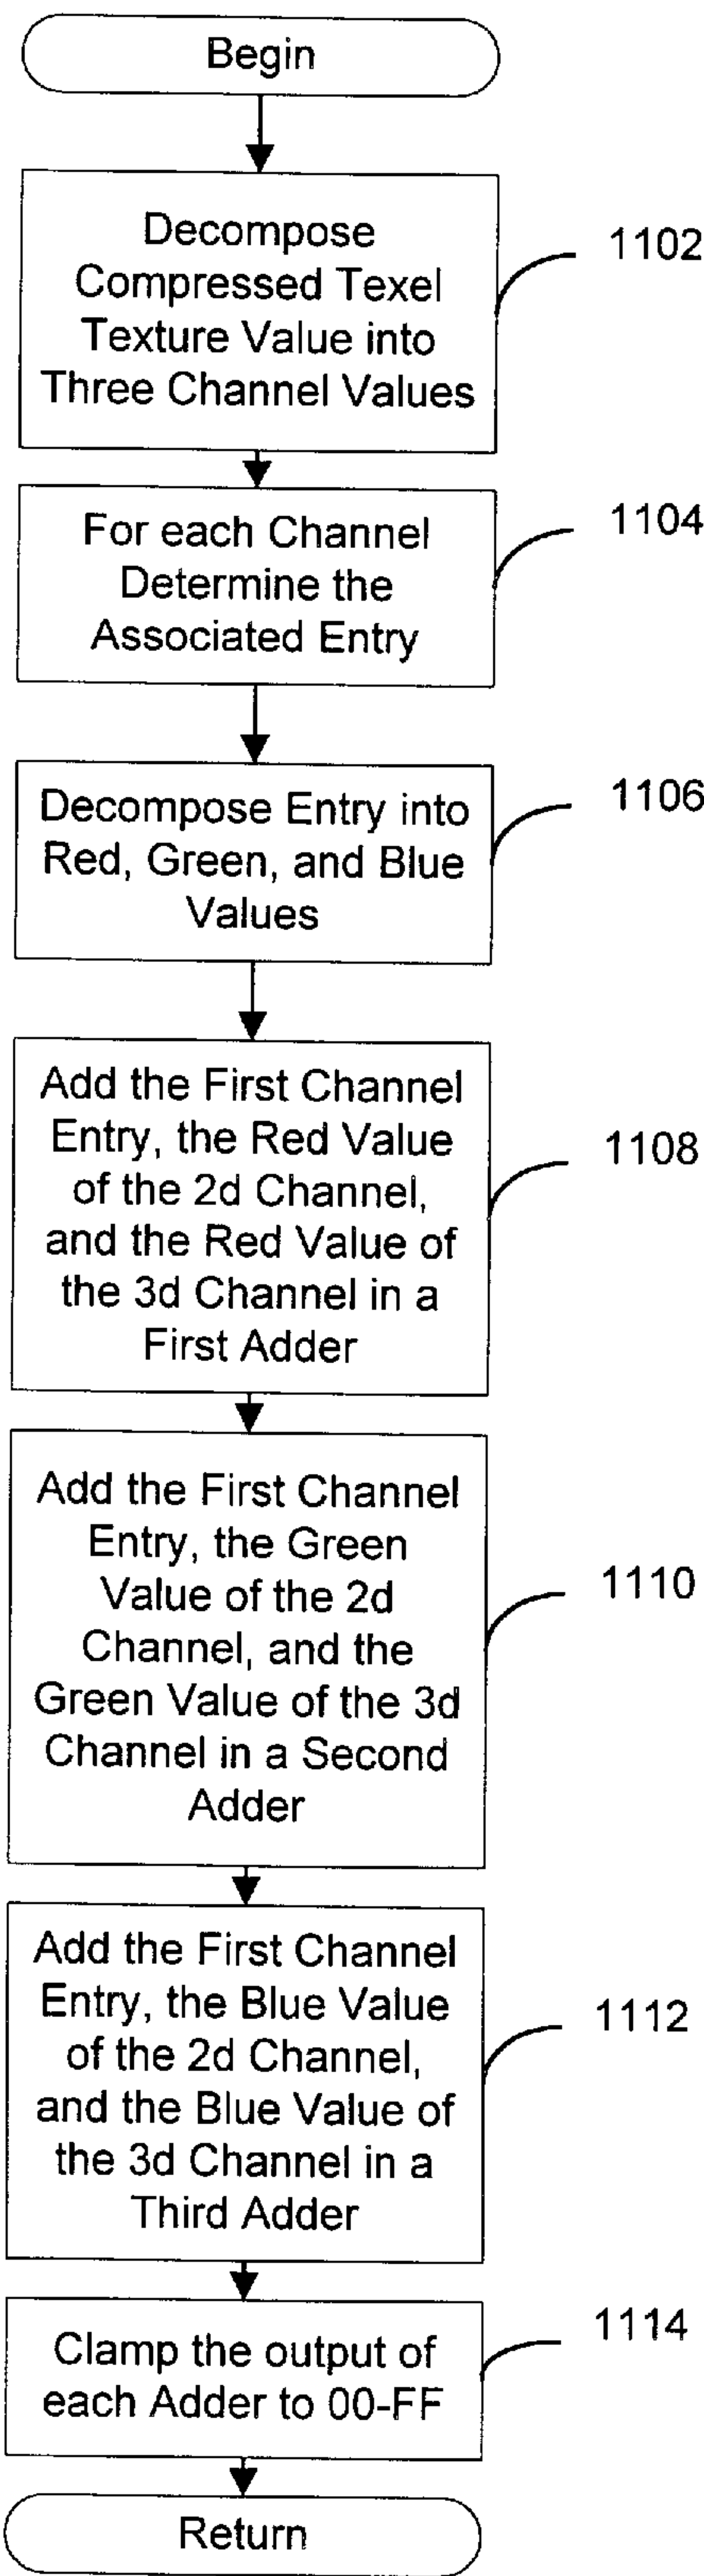 Begin
Decompose
Compressed Texel
Texture Value into
Three Channel Values
1102
For each Channel
Determine the
Associated Entry
1104
Decompose Entry into
Red, Green, and Blue
Values
1106
Add the First Channel
Entry, the Red Value
of the 2d Channel,
and the Red Value of
the 3d Channel in a
First Adder
1108
Add the First Channel
Entry, the Green
Value of the 2d
Channel, and the
Green Value of the 3d
Channel in a Second
Adder
1110
Add the First Channel
Entry, the Blue Value
of the 2d Channel,
and the Blue Value of
the 3d Channel in a
Third Adder
1112
Clamp the output of
each Adder to 00-FF
1114
Return